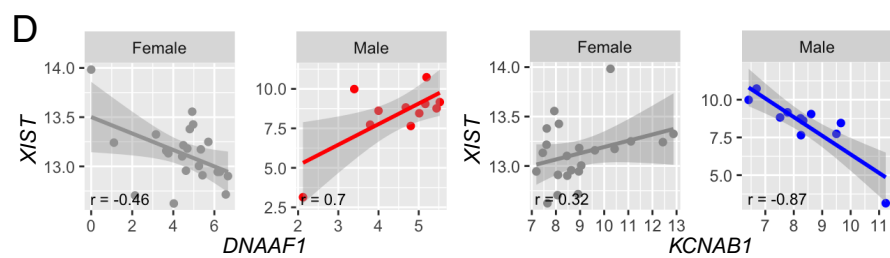 D
Female
Male
Female
Male
XIST
14.0
13.5
13.0
r = -0.46
0 2 4 6
10.0
7.5
5.0
2.5
r = 0.7
2 3 4 5
DNAAF1
XIST
14.0
13.5
13.0
r = 0.32
7 8 9 10 11 12 13
10.0
7.5
5.0
r = -0.87
7 8 9 10 11
KCNAB1